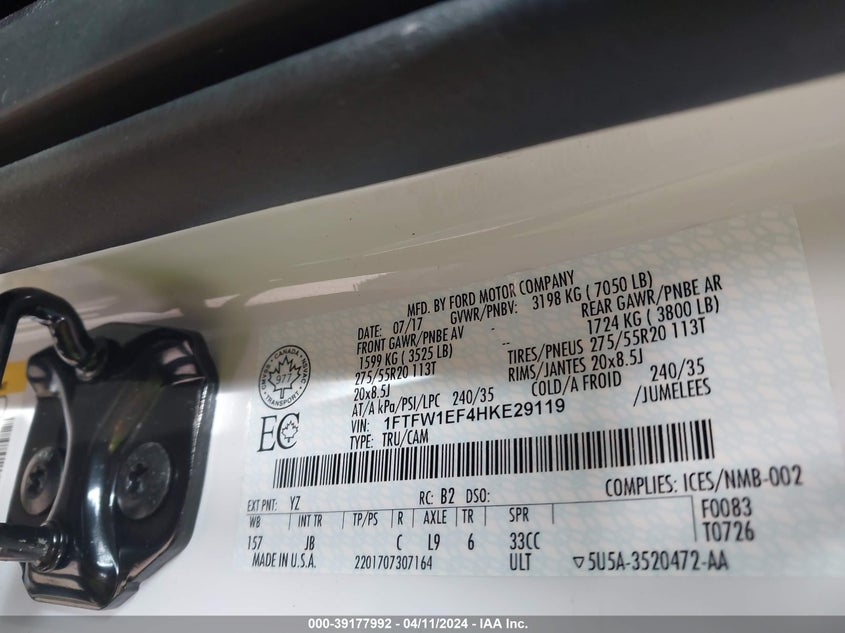 MFD. BY FORD MOTOR COMPANY
DATE: 07/17 GVWR/PNBV: 3198 KG ( 7050 LB)
FRONT GAWR/PNBE AV REAR GAWR/PNBE AR
1599 KG ( 3525 LB) 1724 KG ( 3800 LB)
275/55R20 113T TIRES/PNEUS 275/55R20 113T
20x8.5J RIMS/JANTES 20x8.5J
AT/A kPa/PSI/LPC 240/35 COLD/A FROID 240/35
VIN: 1FTFW1EF4HKE29119 /JUMELEES
TYPE: TRU/CAM
CANADA
977
TRANSPORT
EC
EXT PNT: YZ RC: B2 DSO: COMPLIES: ICES/NMB-002
WB INT TR TP/PS R AXLE TR SPR F0083
157 JB C L9 6 33CC T0726
MADE IN U.S.A. 2201707307164 ULT ▽5U5A-3520472-AA
000-39177992 - 04/11/2024 - IAA Inc.